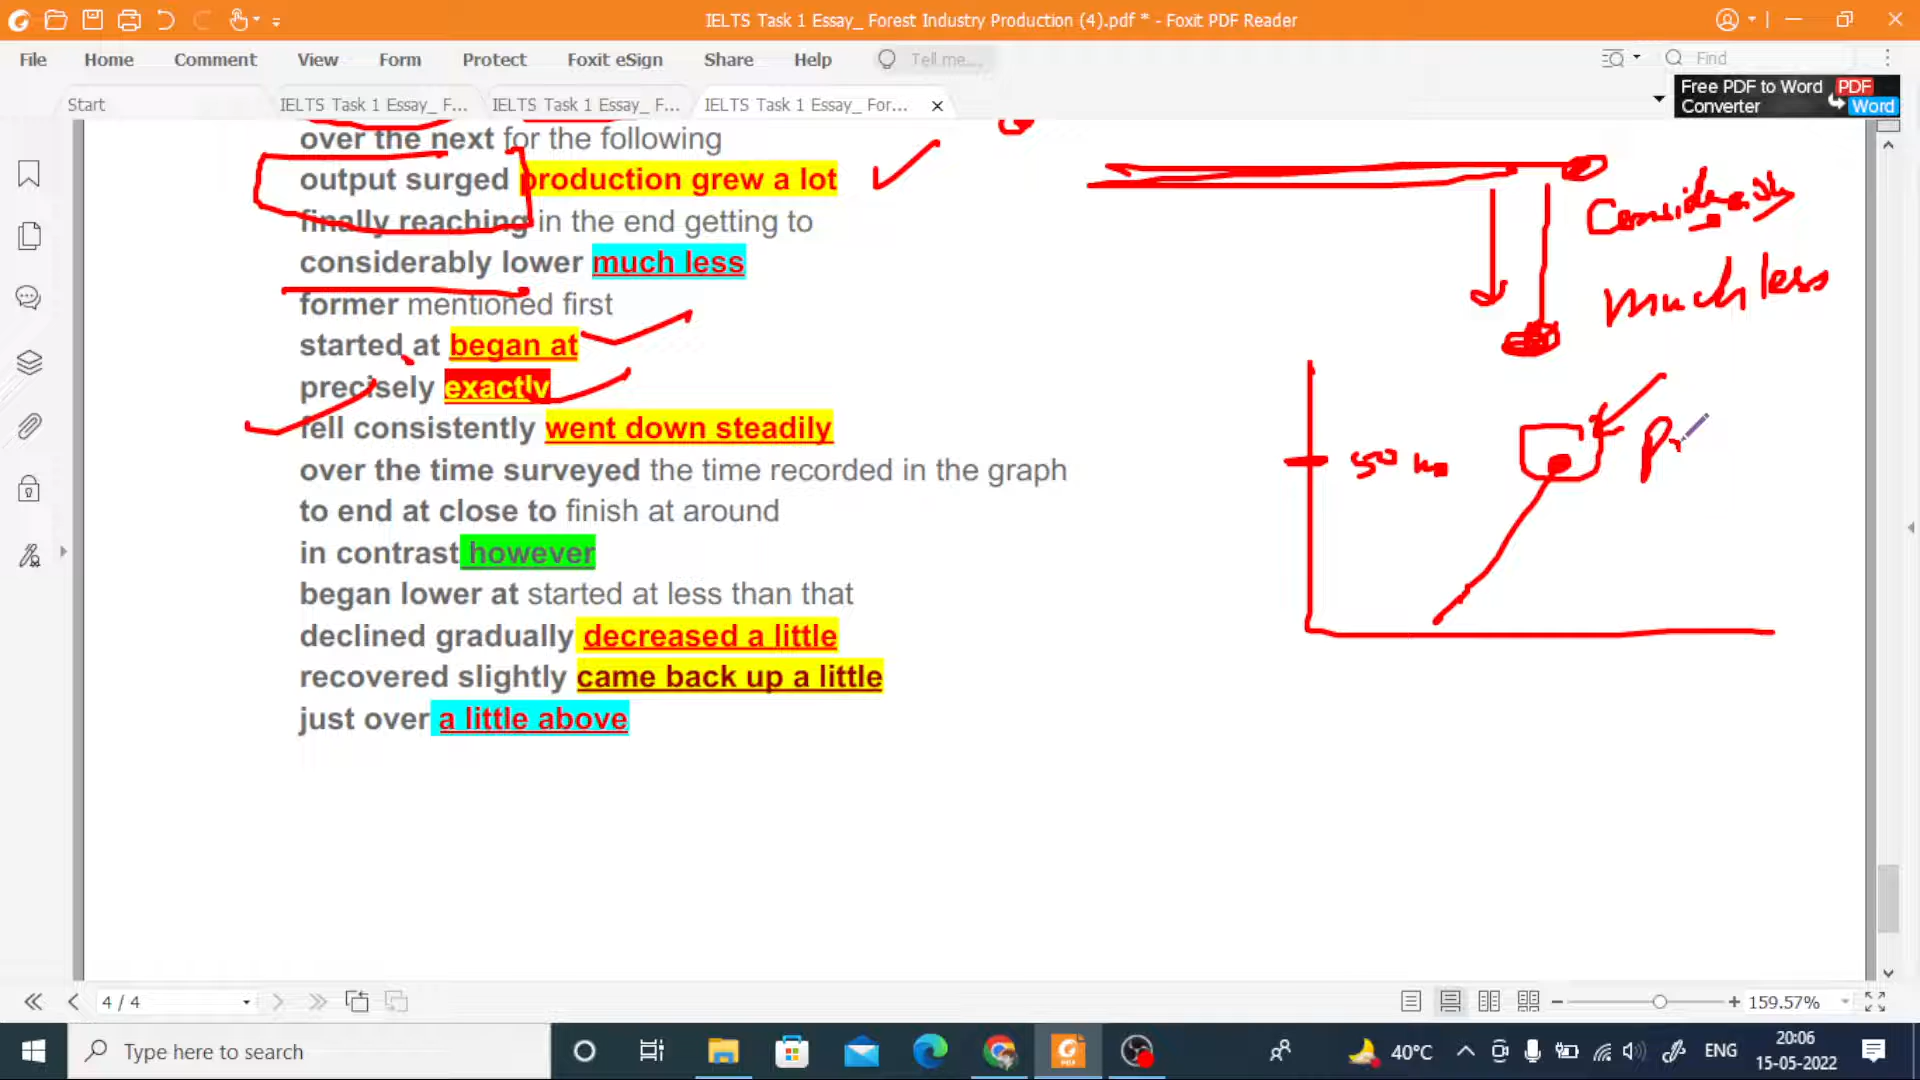 IELTS Task 1 Essay_ Forest Industry Production (4).pdf * - Foxit PDF Reader
File Home Comment View Form Protect Foxit eSign Share Help Tell me... Find
Start IELTS Task 1 Essay_ F... IELTS Task 1 Essay_ F... IELTS Task 1 Essay_ For...
Free PDF to Word Converter PDF Word
over the next for the following
output surged production grew a lot
finally reaching in the end getting to
considerably lower much less
former mentioned first
started at began at
precisely exactly
fell consistently went down steadily
over the time surveyed the time recorded in the graph
to end at close to finish at around
in contrast however
began lower at started at less than that
declined gradually decreased a little
recovered slightly came back up a little
just over a little above
much less
50
4 / 4
159.57%
Type here to search
40°C
ENG
20:06
15-05-2022